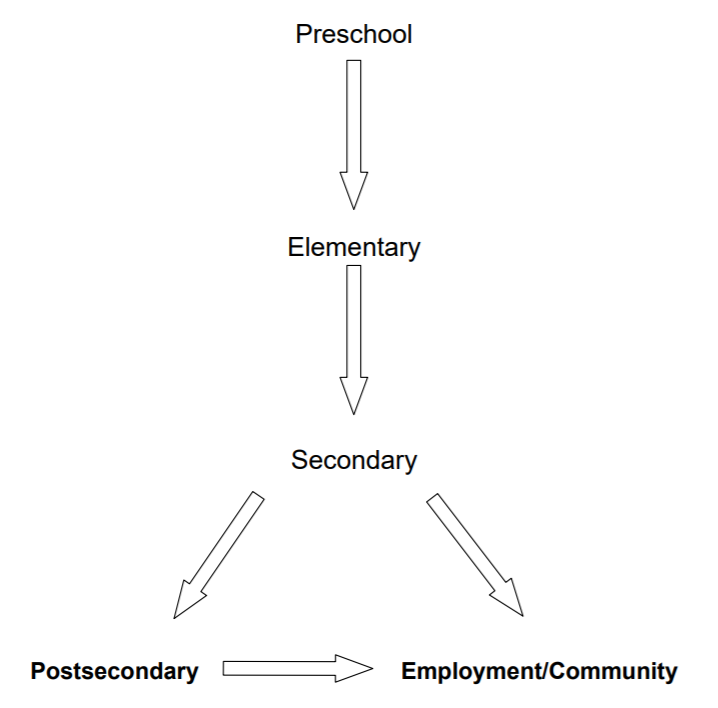 Preschool
Elementary
Secondary
Postsecondary
Employment/Community